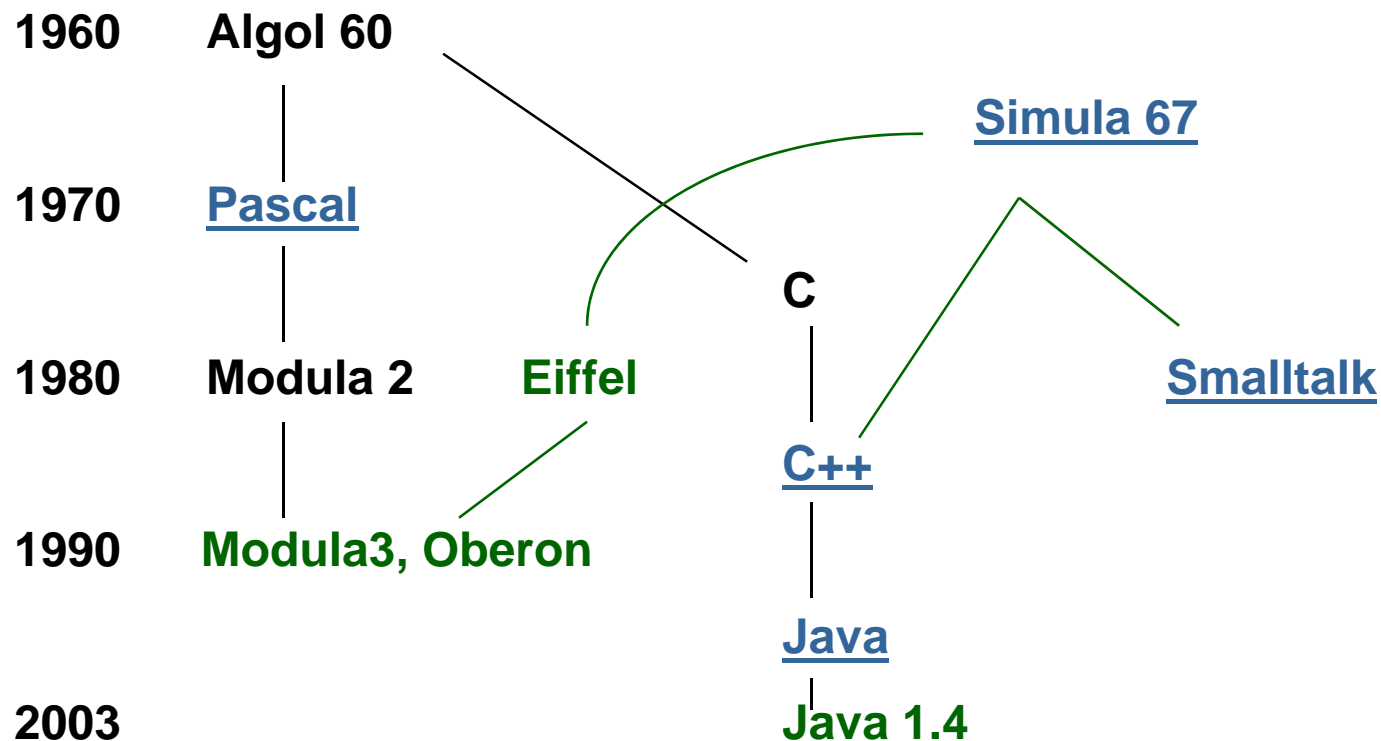 1960 Algol 60
Simula 67
1970 Pascal
C
1980 Modula 2 Eiffel Smalltalk
C++
1990 Modula3, Oberon
Java
2003 Java 1.4